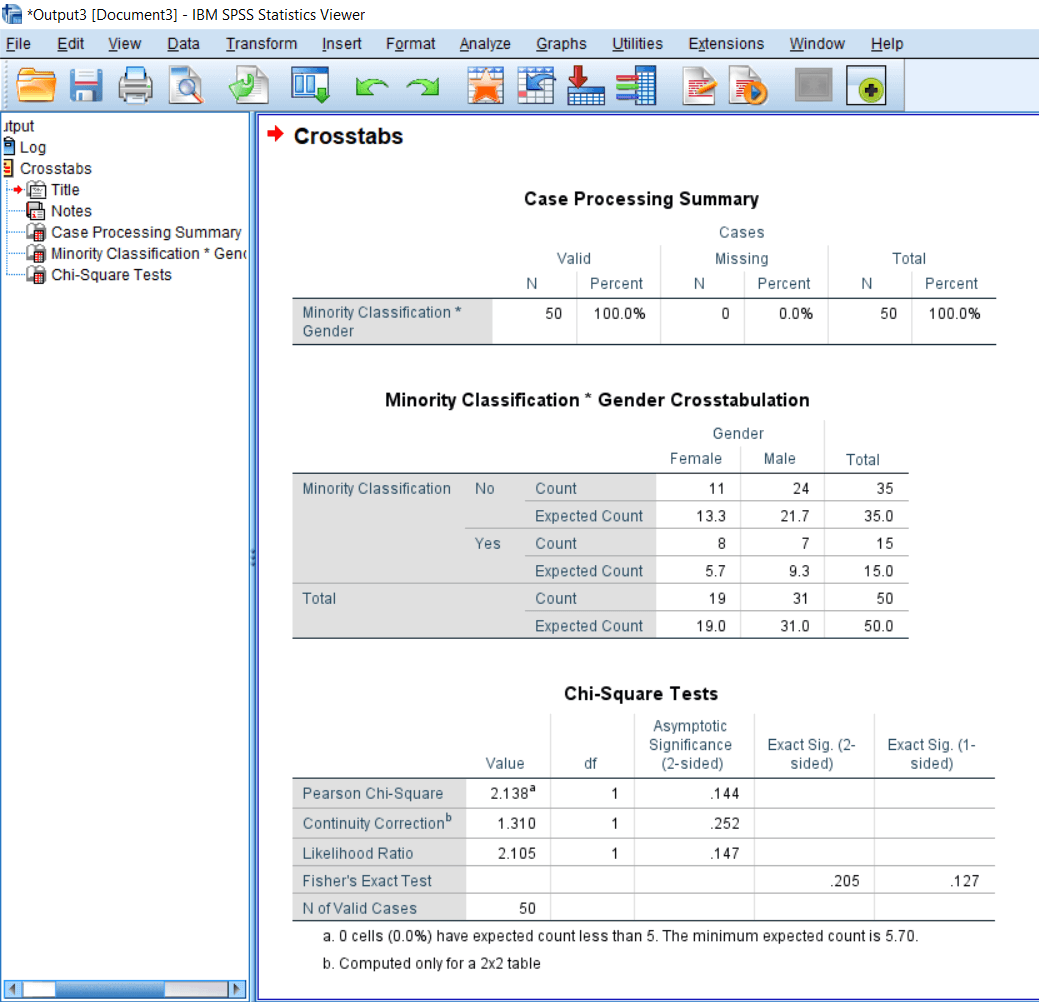 *Output3 [Document3] - IBM SPSS Statistics Viewer
File Edit View Data Transform Insert Format Analyze Graphs Utilities Extensions Window Help
utput
Log
Crosstabs
Title
Notes
Case Processing Summary
Minority Classification * Gend
Chi-Square Tests
Crosstabs
Case Processing Summary
Cases
Valid Missing Total
N Percent N Percent N Percent
Minority Classification * 50 100.0% 0 0.0% 50 100.0%
Gender
Minority Classification * Gender Crosstabulation
Gender
Female Male Total
Minority Classification No Count 11 24 35
Expected Count 13.3 21.7 35.0
Yes Count 8 7 15
Expected Count 5.7 9.3 15.0
Total Count 19 31 50
Expected Count 19.0 31.0 50.0
Chi-Square Tests
Asymptotic
Significance Exact Sig. (2- Exact Sig. (1-
Value df (2-sided) sided) sided)
Pearson Chi-Square 2.138a 1 .144
Continuity Correctionb 1.310 1 .252
Likelihood Ratio 2.105 1 .147
Fisher's Exact Test .205 .127
N of Valid Cases 50
a. 0 cells (0.0%) have expected count less than 5. The minimum expected count is 5.70.
b. Computed only for a 2x2 table